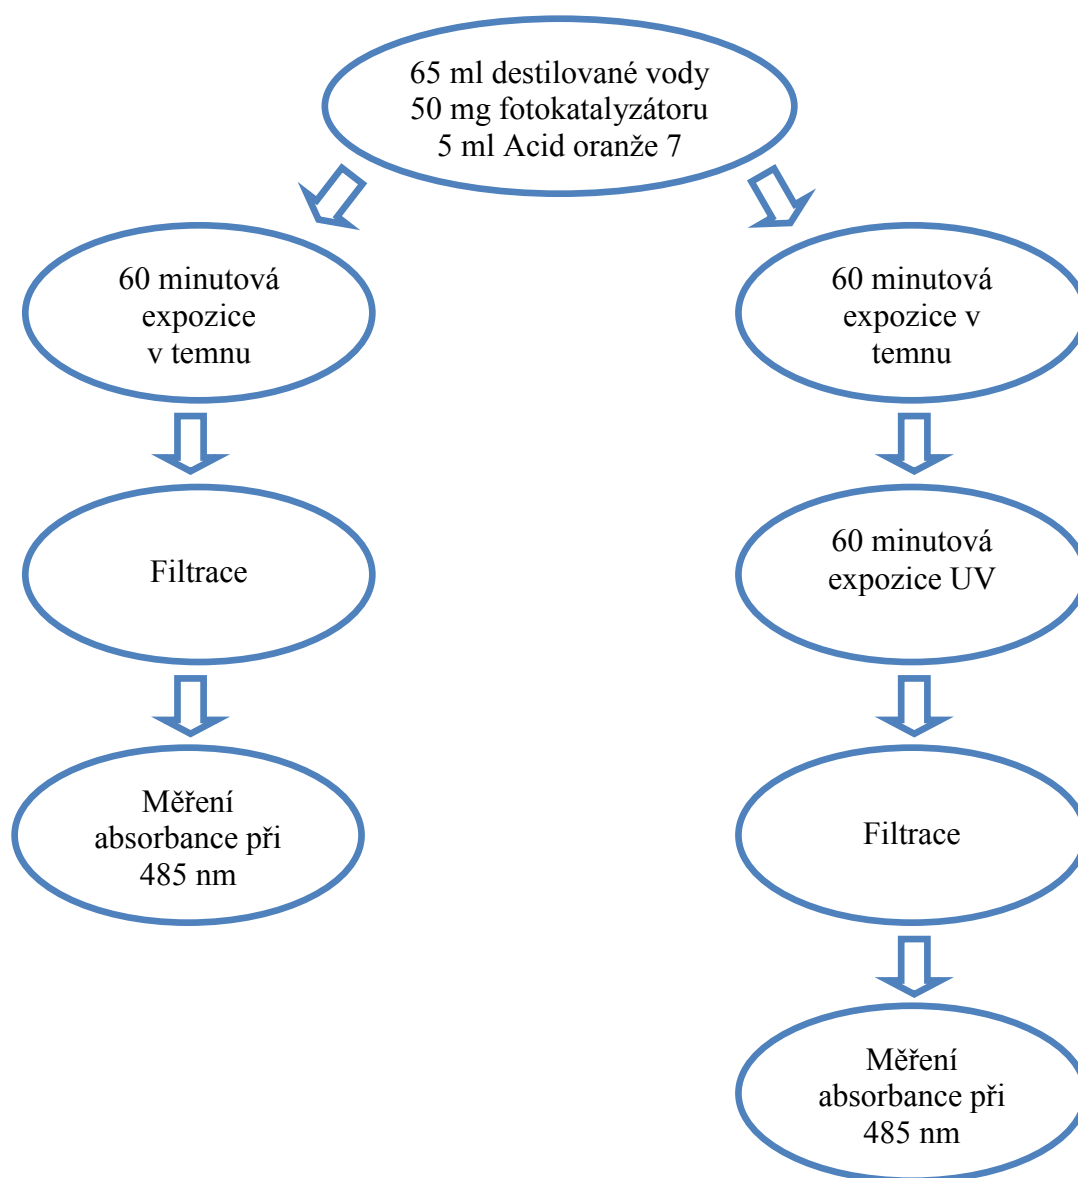 65 ml destilované vody
50 mg fotokatalyzátoru
5 ml Acid oranže 7
60 minutová
expozice
v temnu
60 minutová
expozice v
temnu
Filtrace
60 minutová
expozice UV
Měření
absorbance při
485 nm
Filtrace
Měření
absorbance při
485 nm